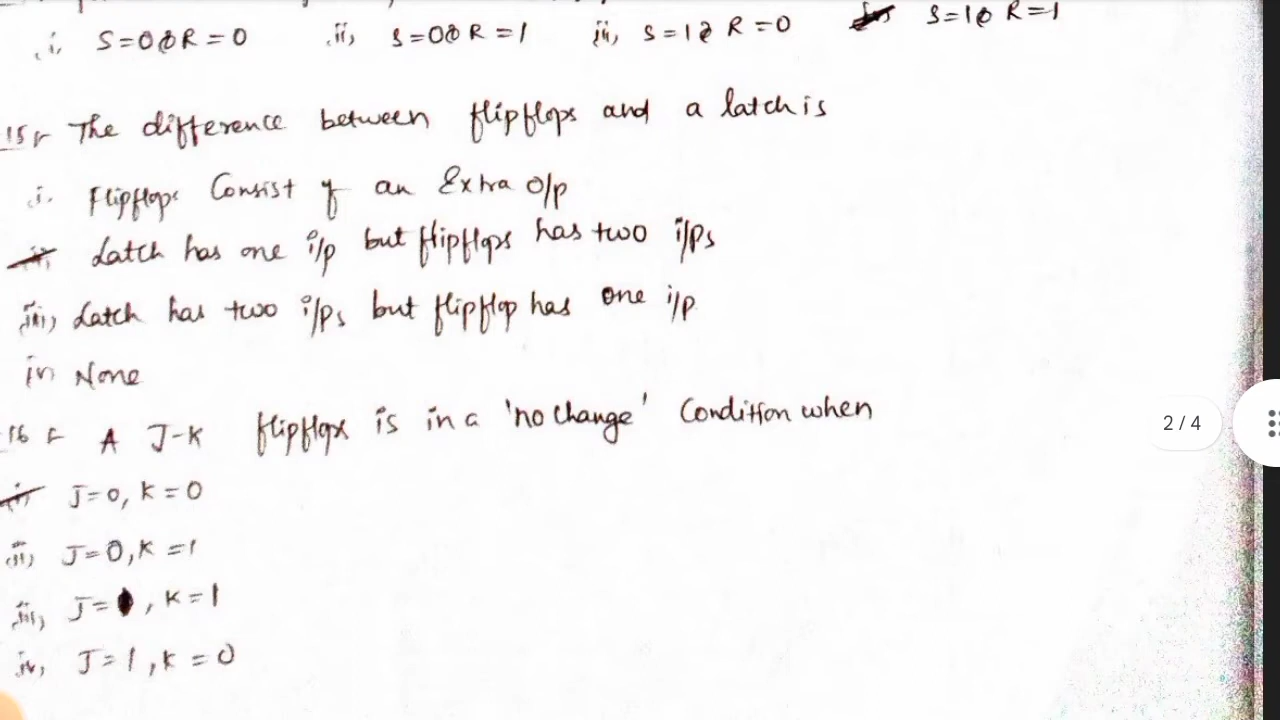 i, S=0 & R=0 ii, S=0 & R=1 iii, S=1 & R=0 iv, S=1 & R=1
15, The difference between flipflops and a latch is
i. Flipflops Consist of an Extra o/p
ii, Latch has one i/p but flipflops has two i/ps
iii, Latch has two i/ps but flipflop has one i/p
iv, None
16, A J-K flipflop is in a 'no change' Condition when
i, J=0, K=0
ii, J=0, K=1
iii, J= , K=1
iv, J=1, K=0
2 / 4